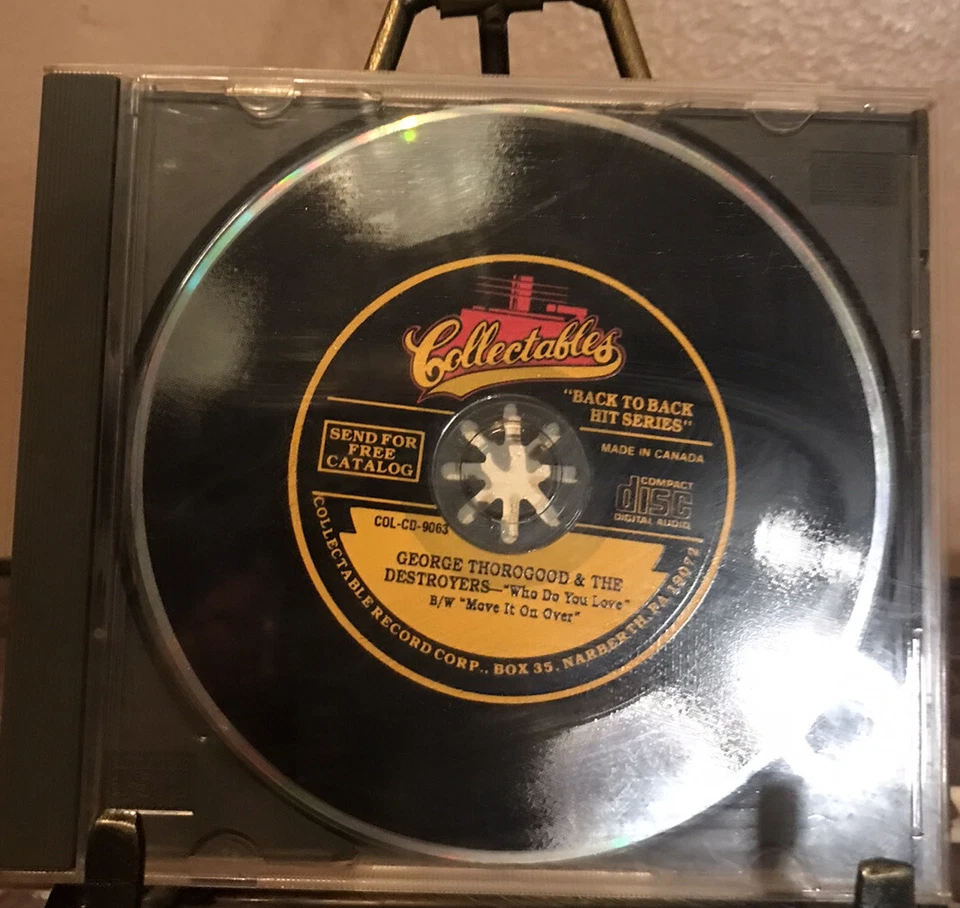 Collectables
"BACK TO BACK
HIT SERIES"
SEND FOR
FREE
CATALOG
MADE IN CANADA
COMPACT
disc
DIGITAL AUDIO
COL-CD-9063
GEORGE THOROGOOD & THE
DESTROYERS—"Who Do You Love"
B/W "Move It On Over"
COLLECTABLE RECORD CORP., BOX 35, NARBERTH, PA 19072